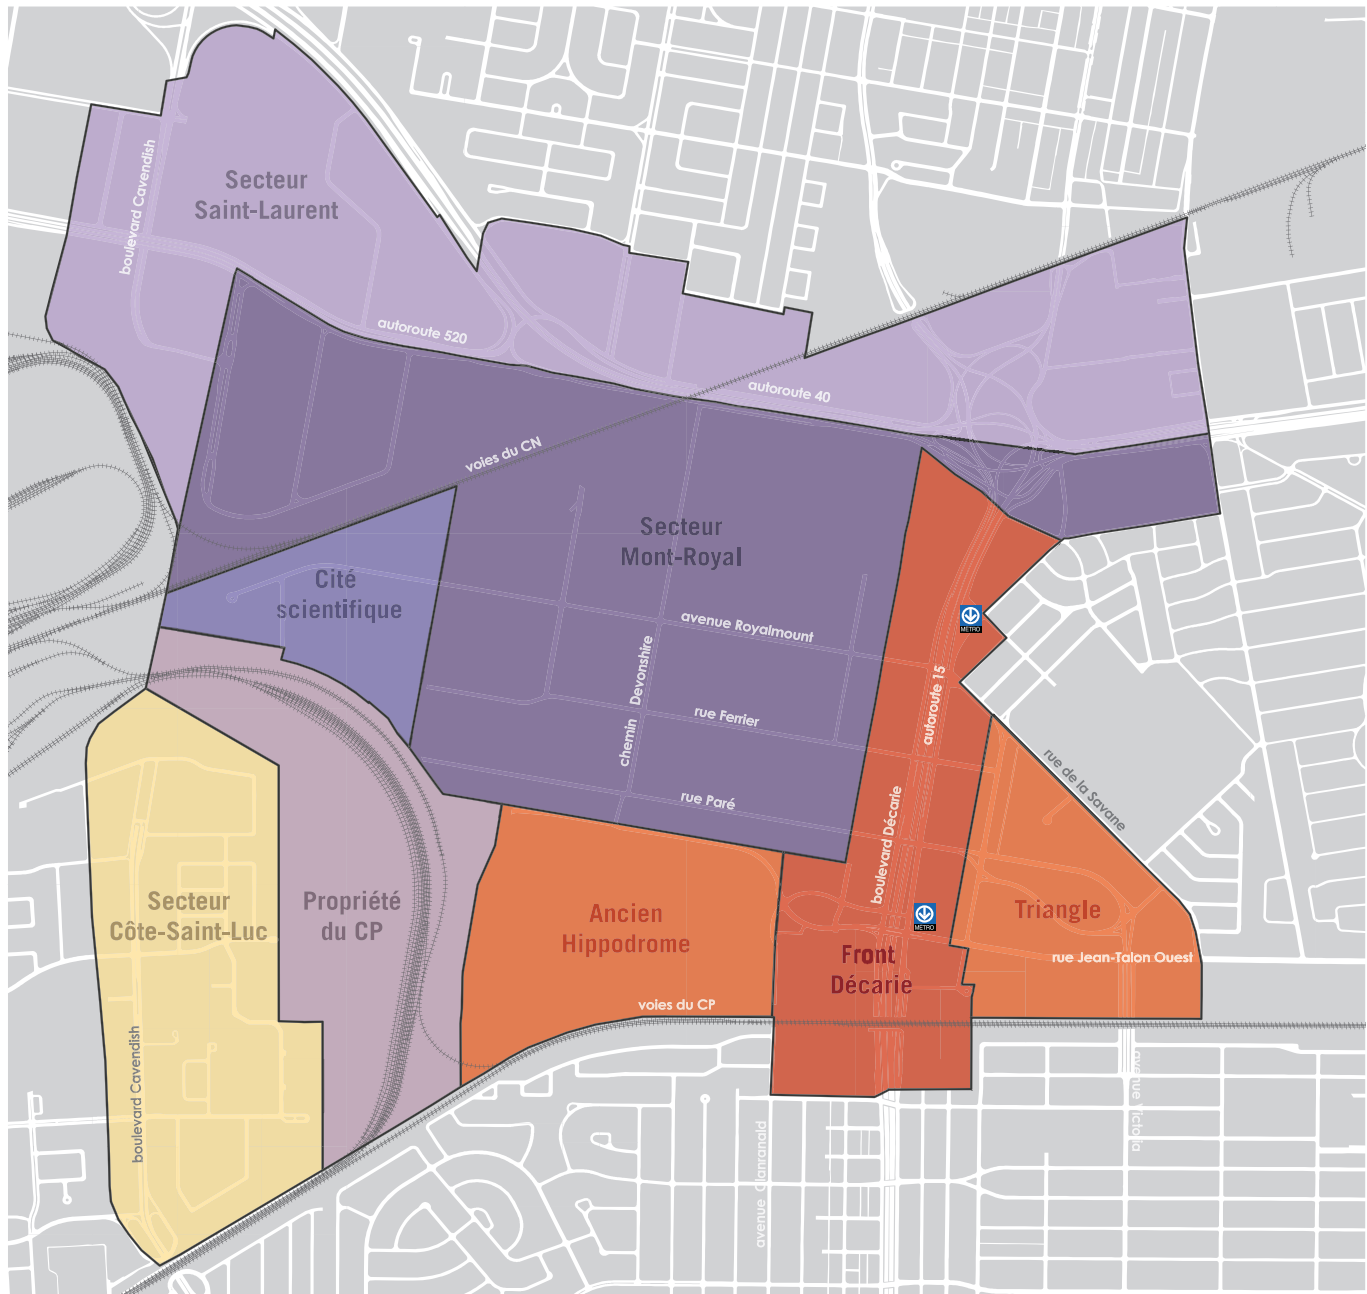 Secteur
Saint-Laurent
boulevard Cavendish
autoroute 520
autoroute 40
voies du CN
Secteur
Mont-Royal
Cité
scientifique
avenue Royalmount
METRO
chemin Devonshire
autoroute 15
rue Ferrier
rue de la Savane
rue Paré
boulevard Décarie
Secteur
Côte-Saint-Luc
Propriété
du CP
Ancien
Hippodrome
Triangle
METRO
Front
Décarie
rue Jean-Talon Ouest
voies du CP
boulevard Cavendish
avenue Victoria
avenue Clanranald